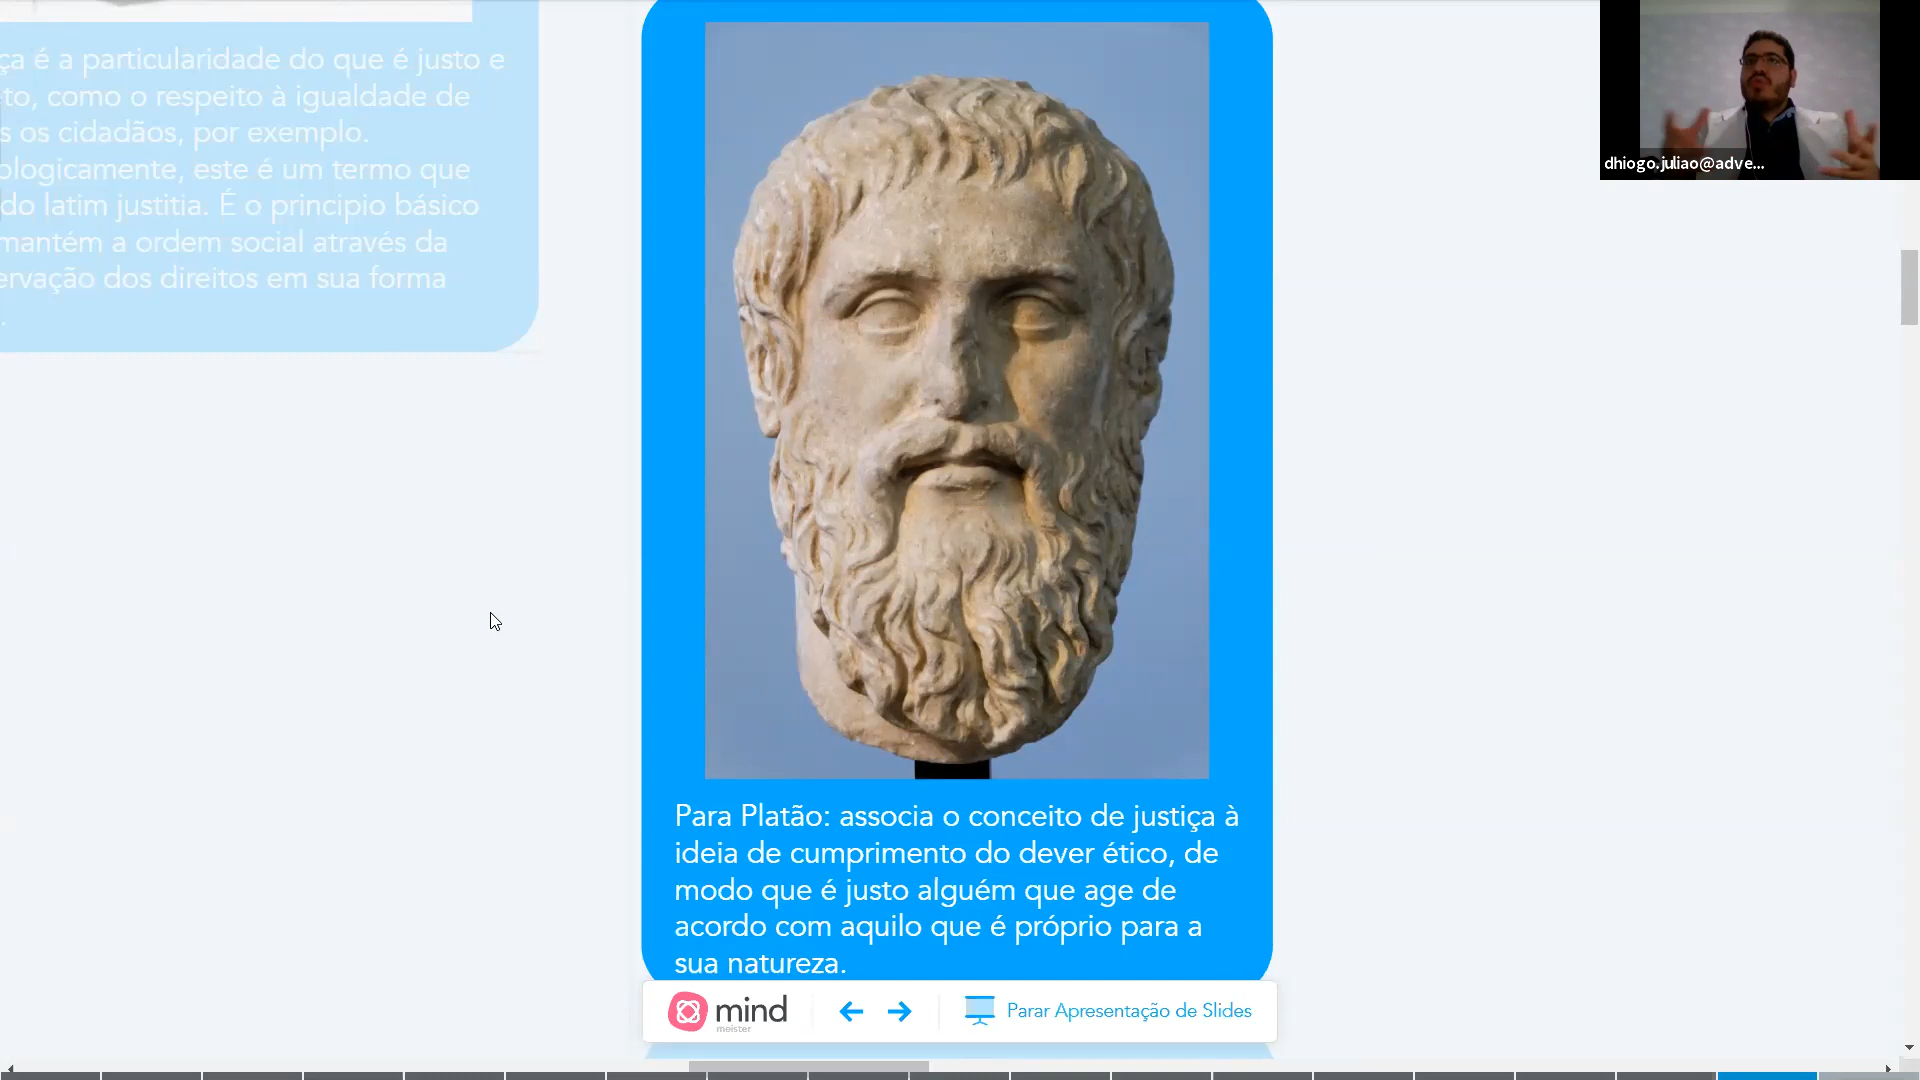 ça é a particularidade do que é justo e
to, como o respeito à igualdade de
s os cidadãos, por exemplo.
ologicamente, este é um termo que
do latim justitia. É o principio básico
mantém a ordem social através da
ervação dos direitos em sua forma
.
dhiogo.juliao@adve...
Para Platão: associa o conceito de justiça à
ideia de cumprimento do dever ético, de
modo que é justo alguém que age de
acordo com aquilo que é próprio para a
sua natureza.
mind
meister
Parar Apresentação de Slides